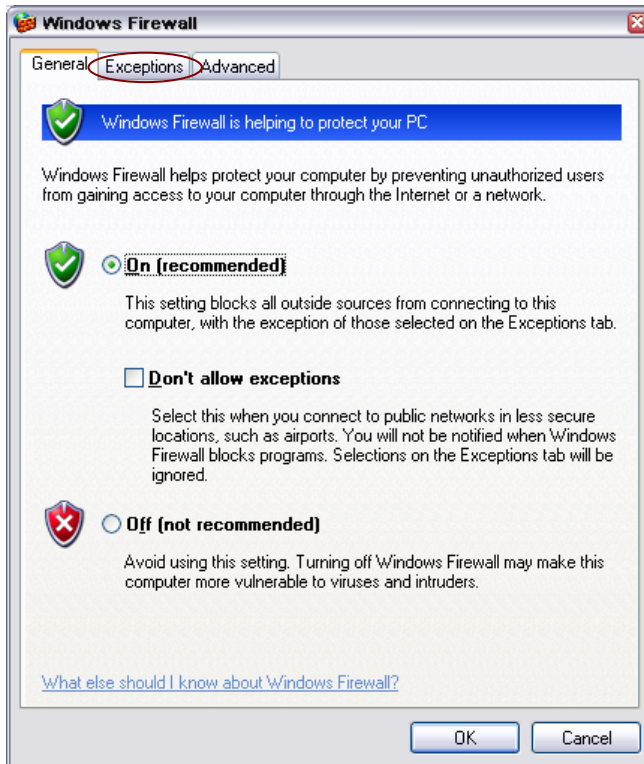 Windows Firewall
General Exceptions Advanced
Windows Firewall is helping to protect your PC
Windows Firewall helps protect your computer by preventing unauthorized users
from gaining access to your computer through the Internet or a network.
On (recommended)
This setting blocks all outside sources from connecting to this
computer, with the exception of those selected on the Exceptions tab.
Don't allow exceptions
Select this when you connect to public networks in less secure
locations, such as airports. You will not be notified when Windows
Firewall blocks programs. Selections on the Exceptions tab will be
ignored.
Off (not recommended)
Avoid using this setting. Turning off Windows Firewall may make this
computer more vulnerable to viruses and intruders.
What else should I know about Windows Firewall?
OK Cancel